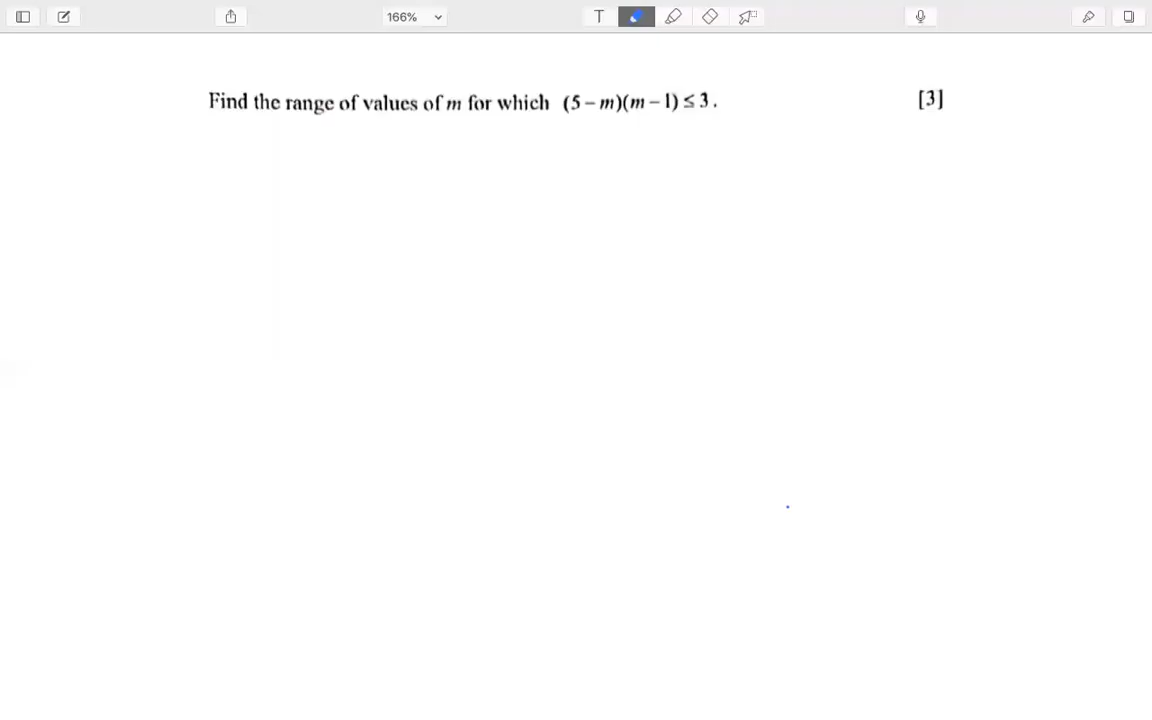 166%
T
Find the range of values of m for which (5 – m)(m – 1) ≤ 3. [3]